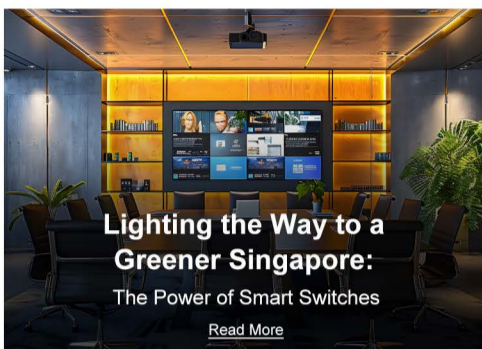 Lighting the Way to a
Greener Singapore:
The Power of Smart Switches
Read More